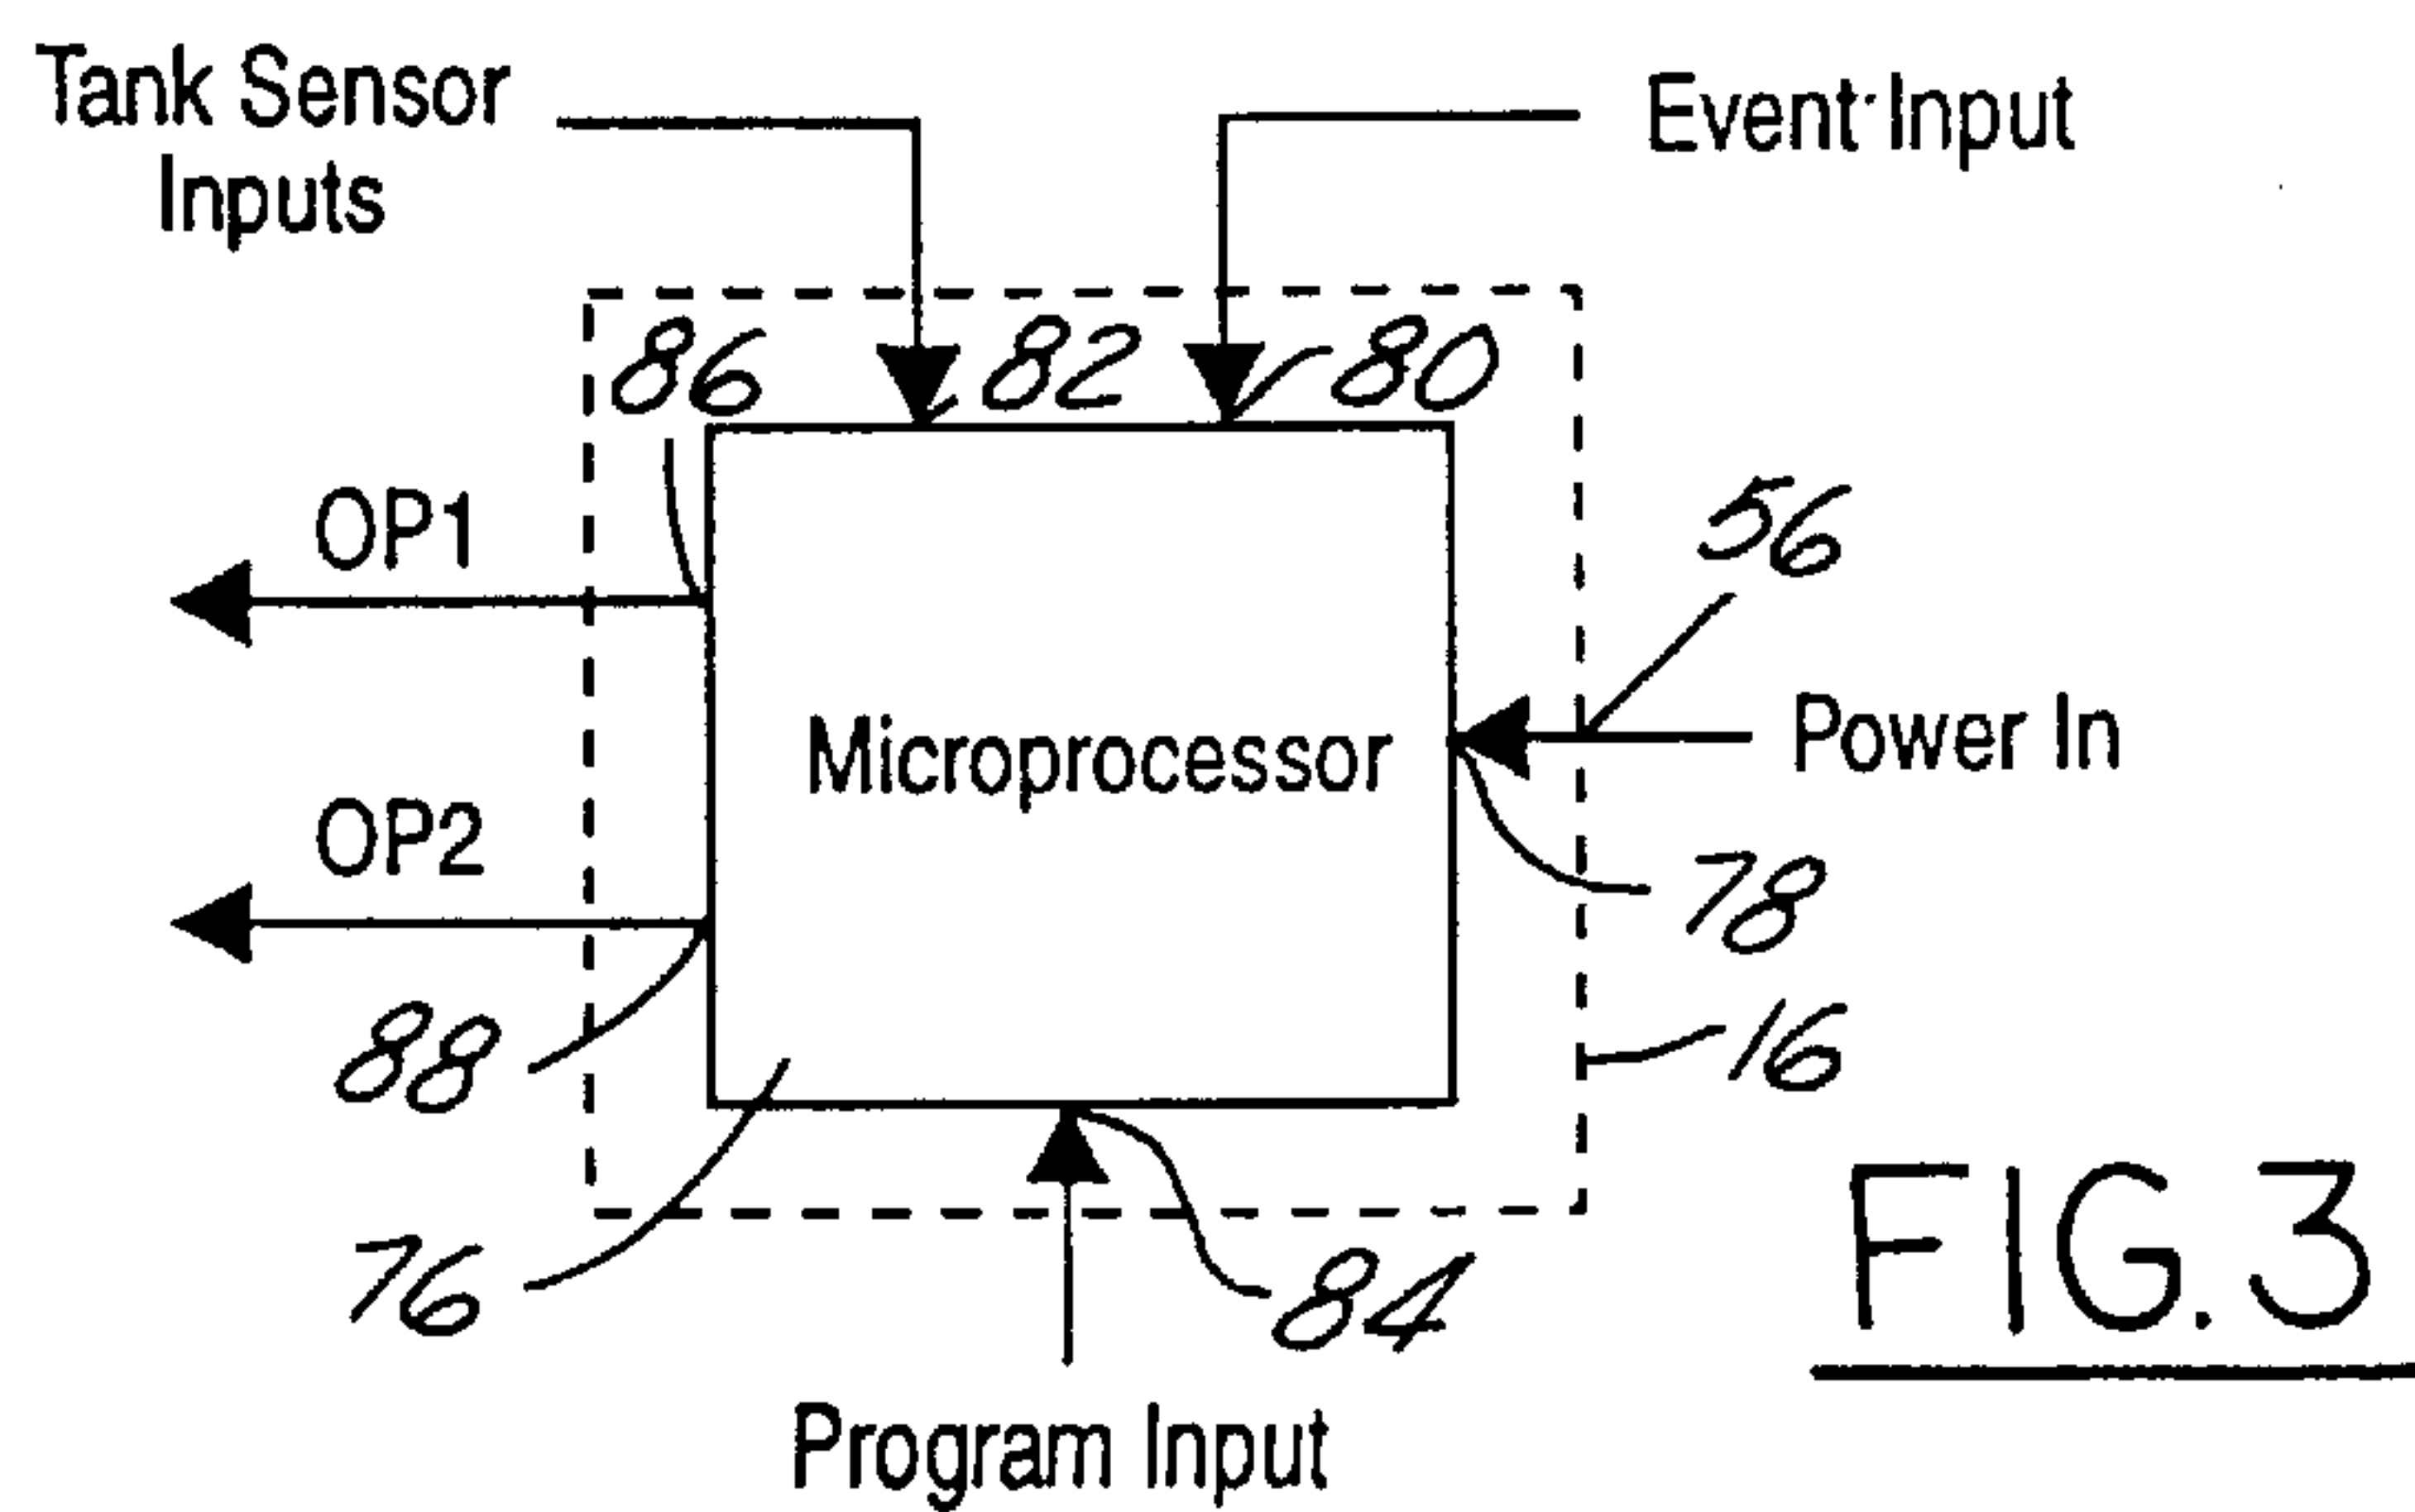 Tank Sensor
Inputs
Event Input
86
82
80
OP1
56
Microprocessor
Power In
OP2
78
88
16
76
84
FIG.3
Program Input